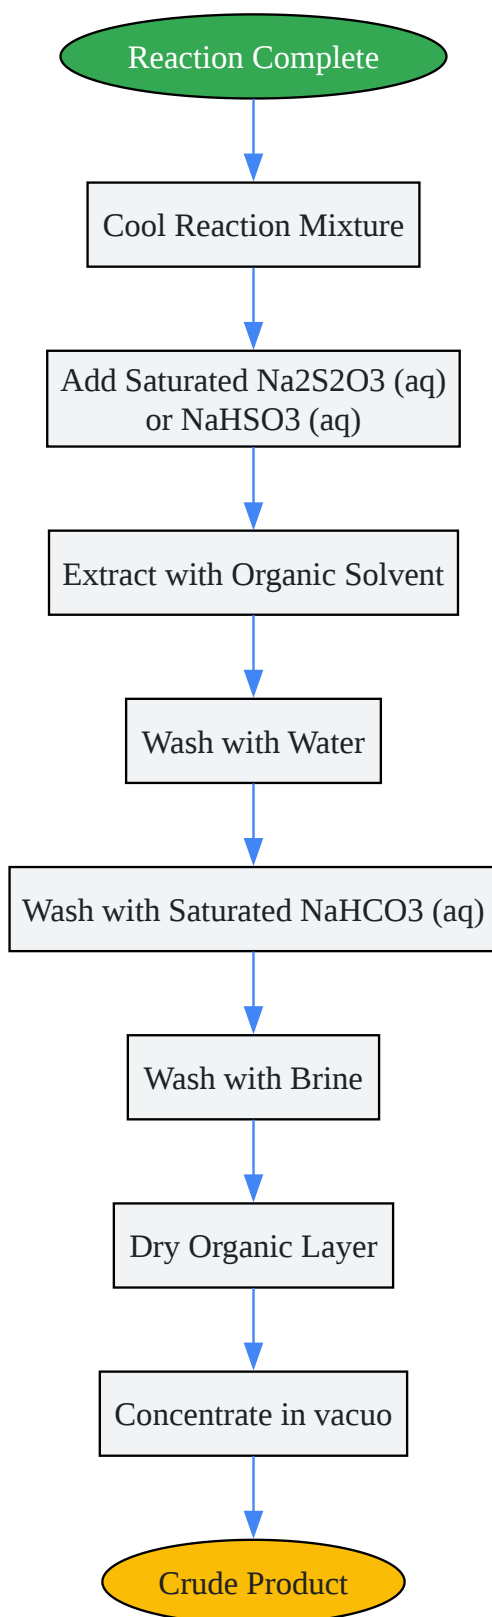 Reaction Complete
Cool Reaction Mixture
Add Saturated Na2S2O3 (aq)
or NaHSO3 (aq)
Extract with Organic Solvent
Wash with Water
Wash with Saturated NaHCO3 (aq)
Wash with Brine
Dry Organic Layer
Concentrate in vacuo
Crude Product